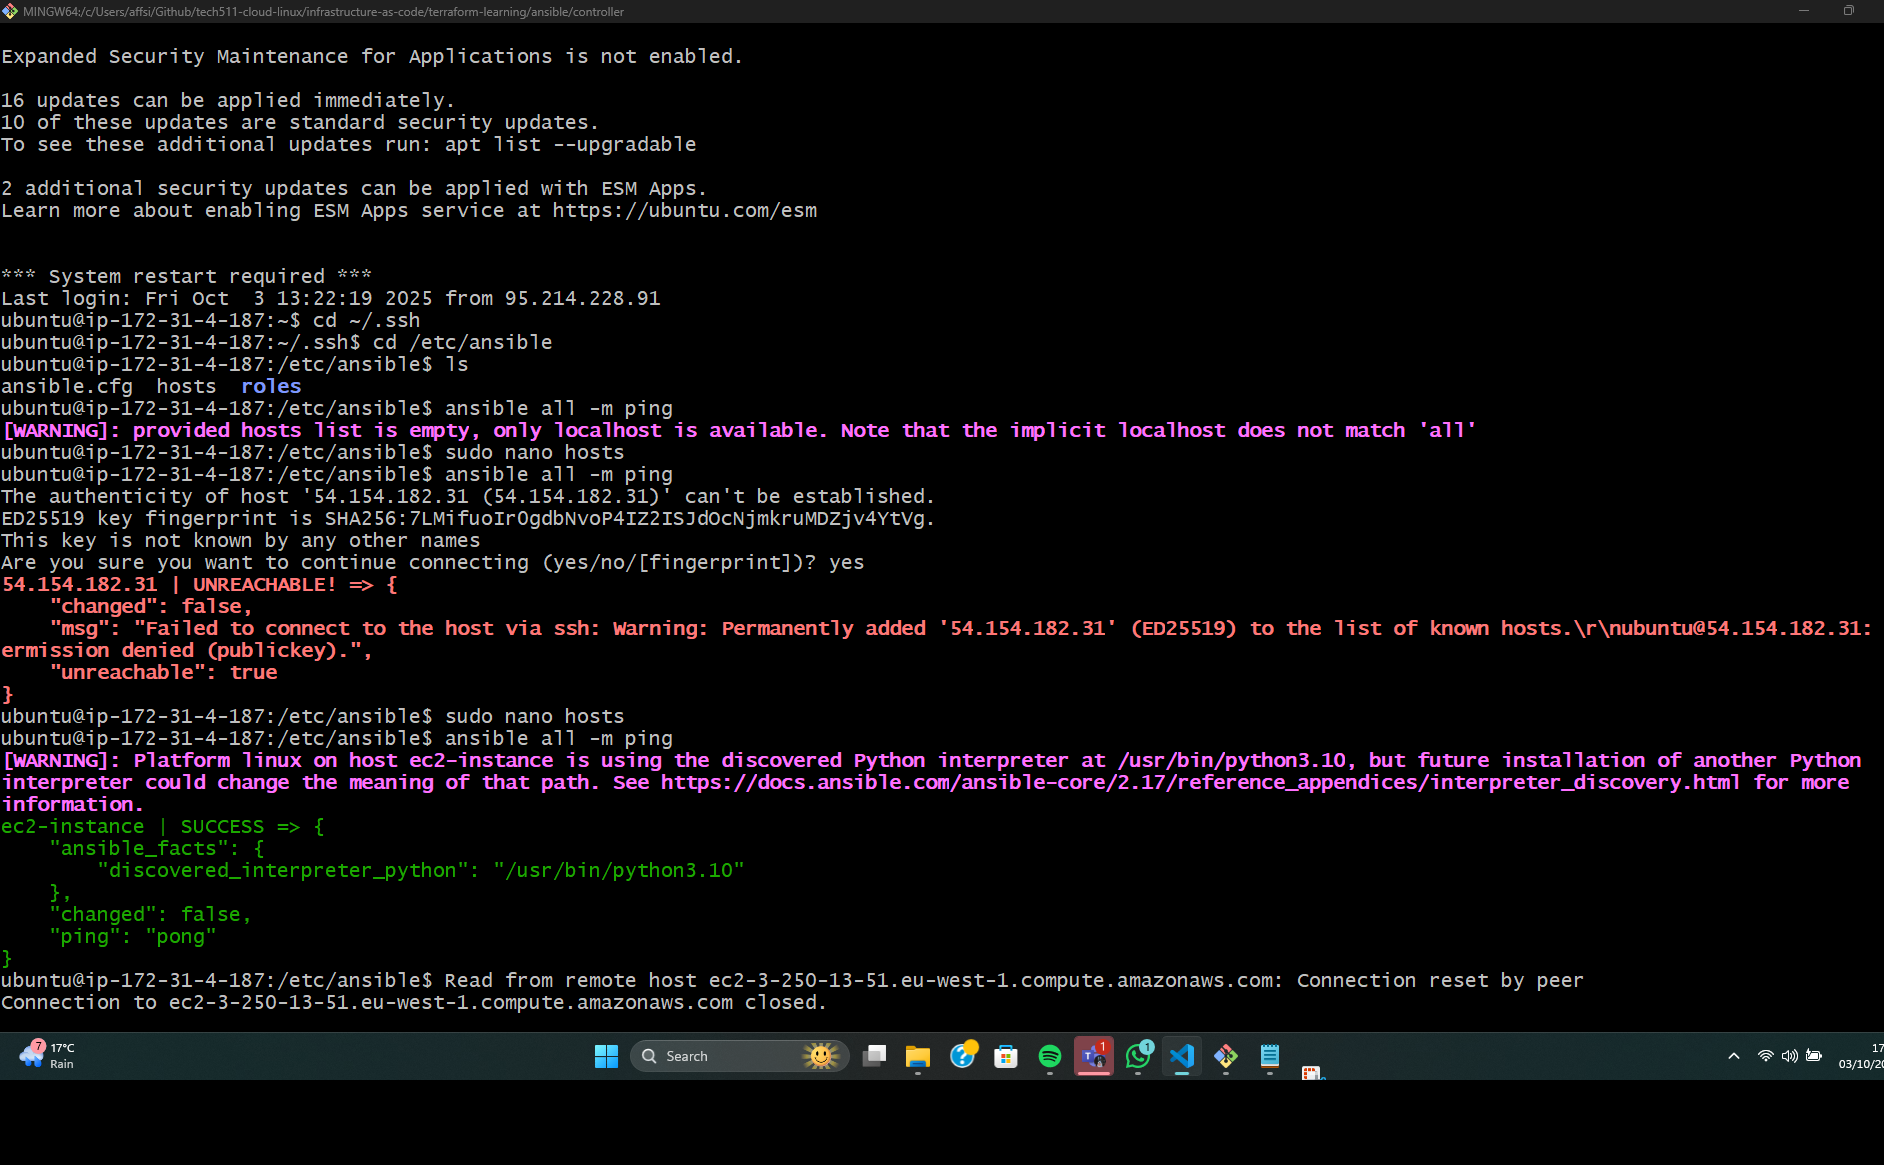 MINGW64:/c/Users/affsi/Github/tech511-cloud-linux/infrastructure-as-code/terraform-learning/ansible/controller
Expanded Security Maintenance for Applications is not enabled.
16 updates can be applied immediately.
10 of these updates are standard security updates.
To see these additional updates run: apt list --upgradable
2 additional security updates can be applied with ESM Apps.
Learn more about enabling ESM Apps service at https://ubuntu.com/esm
*** System restart required ***
Last login: Fri Oct  3 13:22:19 2025 from 95.214.228.91
ubuntu@ip-172-31-4-187:~$ cd ~/.ssh
ubuntu@ip-172-31-4-187:~/.ssh$ cd /etc/ansible
ubuntu@ip-172-31-4-187:/etc/ansible$ ls
ansible.cfg  hosts  roles
ubuntu@ip-172-31-4-187:/etc/ansible$ ansible all -m ping
[WARNING]: provided hosts list is empty, only localhost is available. Note that the implicit localhost does not match 'all'
ubuntu@ip-172-31-4-187:/etc/ansible$ sudo nano hosts
ubuntu@ip-172-31-4-187:/etc/ansible$ ansible all -m ping
The authenticity of host '54.154.182.31 (54.154.182.31)' can't be established.
ED25519 key fingerprint is SHA256:7LMifuoIrOgdbNvoP4IZ2ISJdOcNjmkruMDZjv4YtVg.
This key is not known by any other names
Are you sure you want to continue connecting (yes/no/[fingerprint])? yes
54.154.182.31 | UNREACHABLE! => {
    "changed": false,
    "msg": "Failed to connect to the host via ssh: Warning: Permanently added '54.154.182.31' (ED25519) to the list of known hosts.\r\nubuntu@54.154.182.31:
ermission denied (publickey).",
    "unreachable": true
}
ubuntu@ip-172-31-4-187:/etc/ansible$ sudo nano hosts
ubuntu@ip-172-31-4-187:/etc/ansible$ ansible all -m ping
[WARNING]: Platform linux on host ec2-instance is using the discovered Python interpreter at /usr/bin/python3.10, but future installation of another Python
interpreter could change the meaning of that path. See https://docs.ansible.com/ansible-core/2.17/reference_appendices/interpreter_discovery.html for more
information.
ec2-instance | SUCCESS => {
    "ansible_facts": {
        "discovered_interpreter_python": "/usr/bin/python3.10"
    },
    "changed": false,
    "ping": "pong"
}
ubuntu@ip-172-31-4-187:/etc/ansible$ Read from remote host ec2-3-250-13-51.eu-west-1.compute.amazonaws.com: Connection reset by peer
Connection to ec2-3-250-13-51.eu-west-1.compute.amazonaws.com closed.
7
17°C
Rain
Search
1
1
17
03/10/20